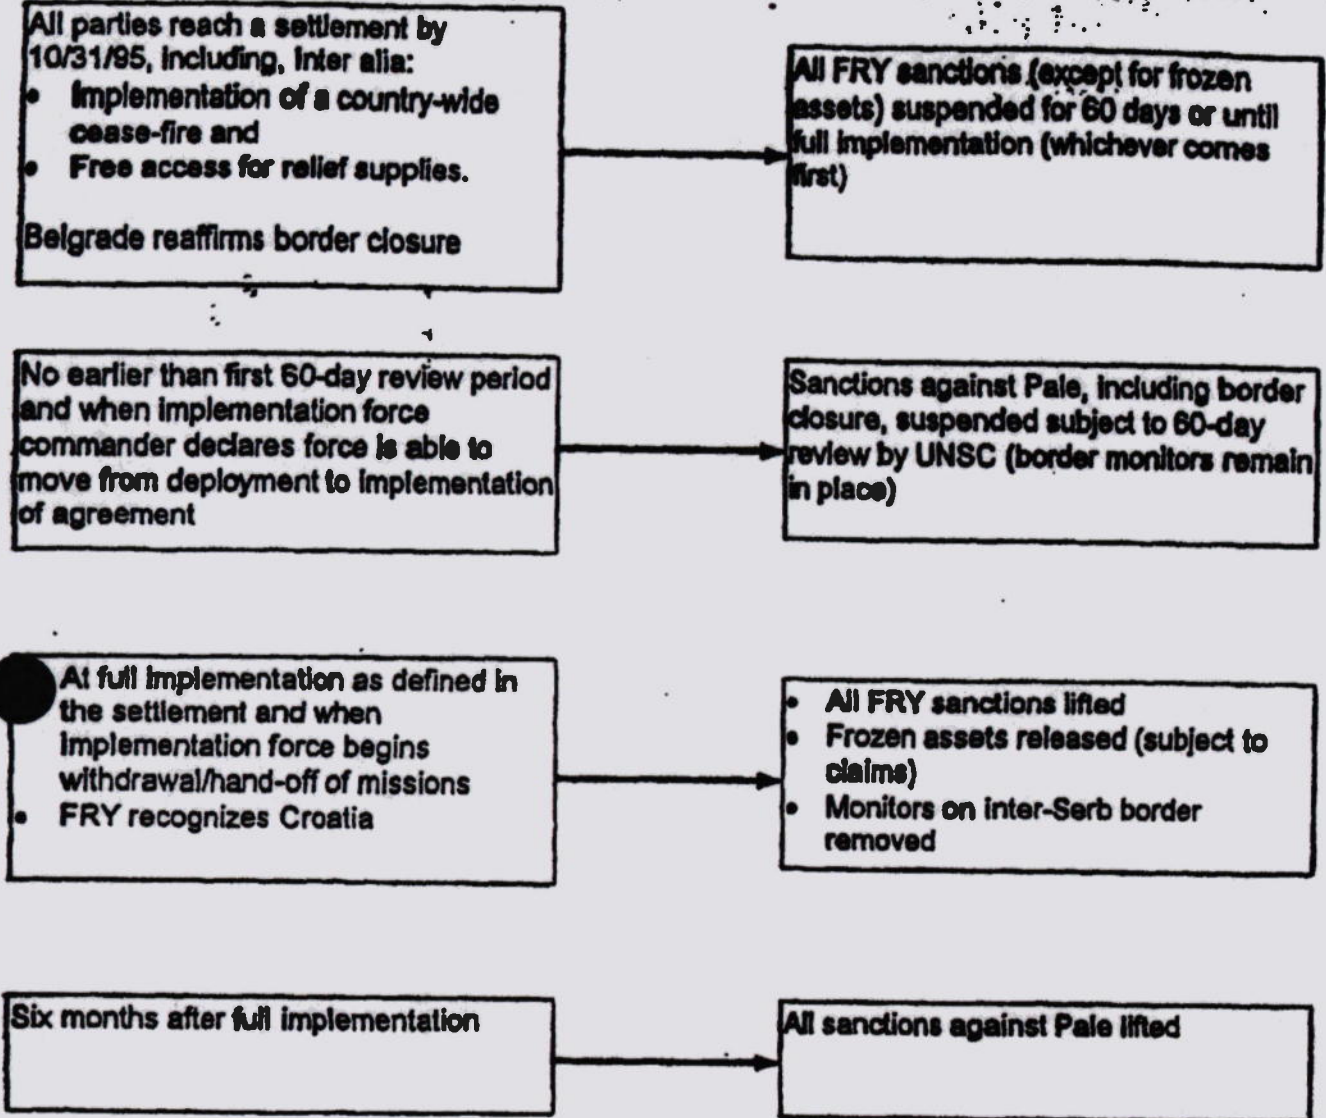 All parties reach a settlement by
10/31/95, including, inter alia:
• Implementation of a country-wide
cease-fire and
• Free access for relief supplies.
Belgrade reaffirms border closure
All FRY sanctions (except for frozen
assets) suspended for 60 days or until
full implementation (whichever comes
first)
No earlier than first 60-day review period
and when implementation force
commander declares force is able to
move from deployment to implementation
of agreement
Sanctions against Pale, including border
closure, suspended subject to 60-day
review by UNSC (border monitors remain
in place)
At full implementation as defined in
the settlement and when
implementation force begins
withdrawal/hand-off of missions
• FRY recognizes Croatia
• All FRY sanctions lifted
• Frozen assets released (subject to
claims)
• Monitors on inter-Serb border
removed
Six months after full implementation
All sanctions against Pale lifted